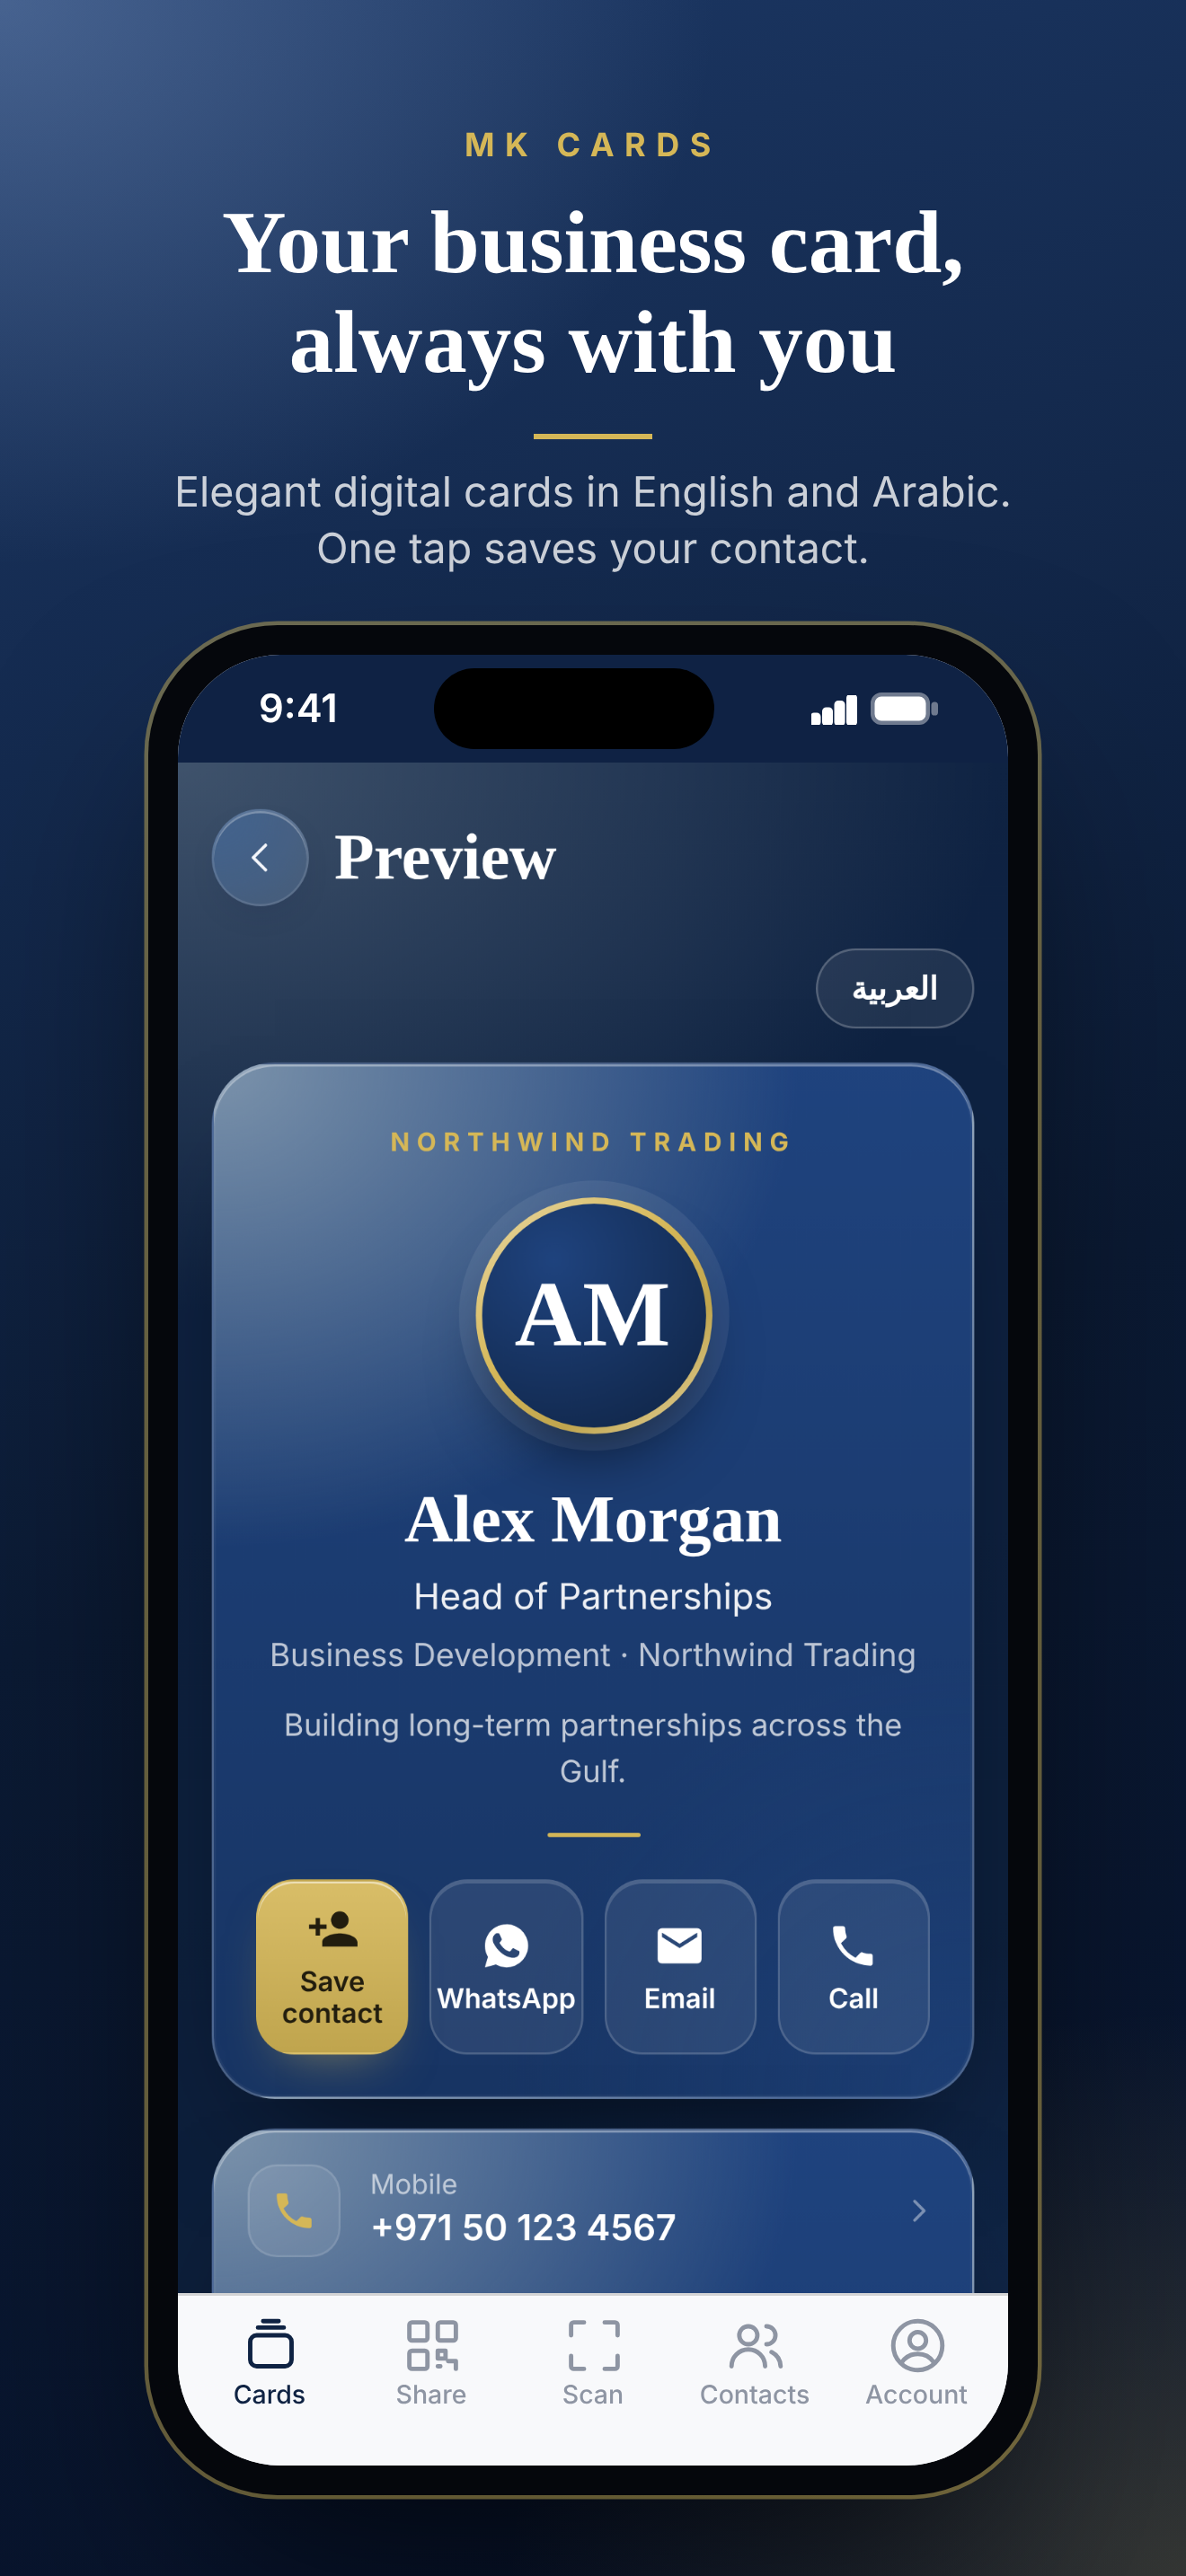 MK CARDS
Your business card,
always with you
Elegant digital cards in English and Arabic.
One tap saves your contact.
9:41
Preview
العربية
NORTHWIND TRADING
AM
Alex Morgan
Head of Partnerships
Business Development · Northwind Trading
Building long-term partnerships across the
Gulf.
Save
contact
WhatsApp
Email
Call
Mobile
+971 50 123 4567
Cards
Share
Scan
Contacts
Account